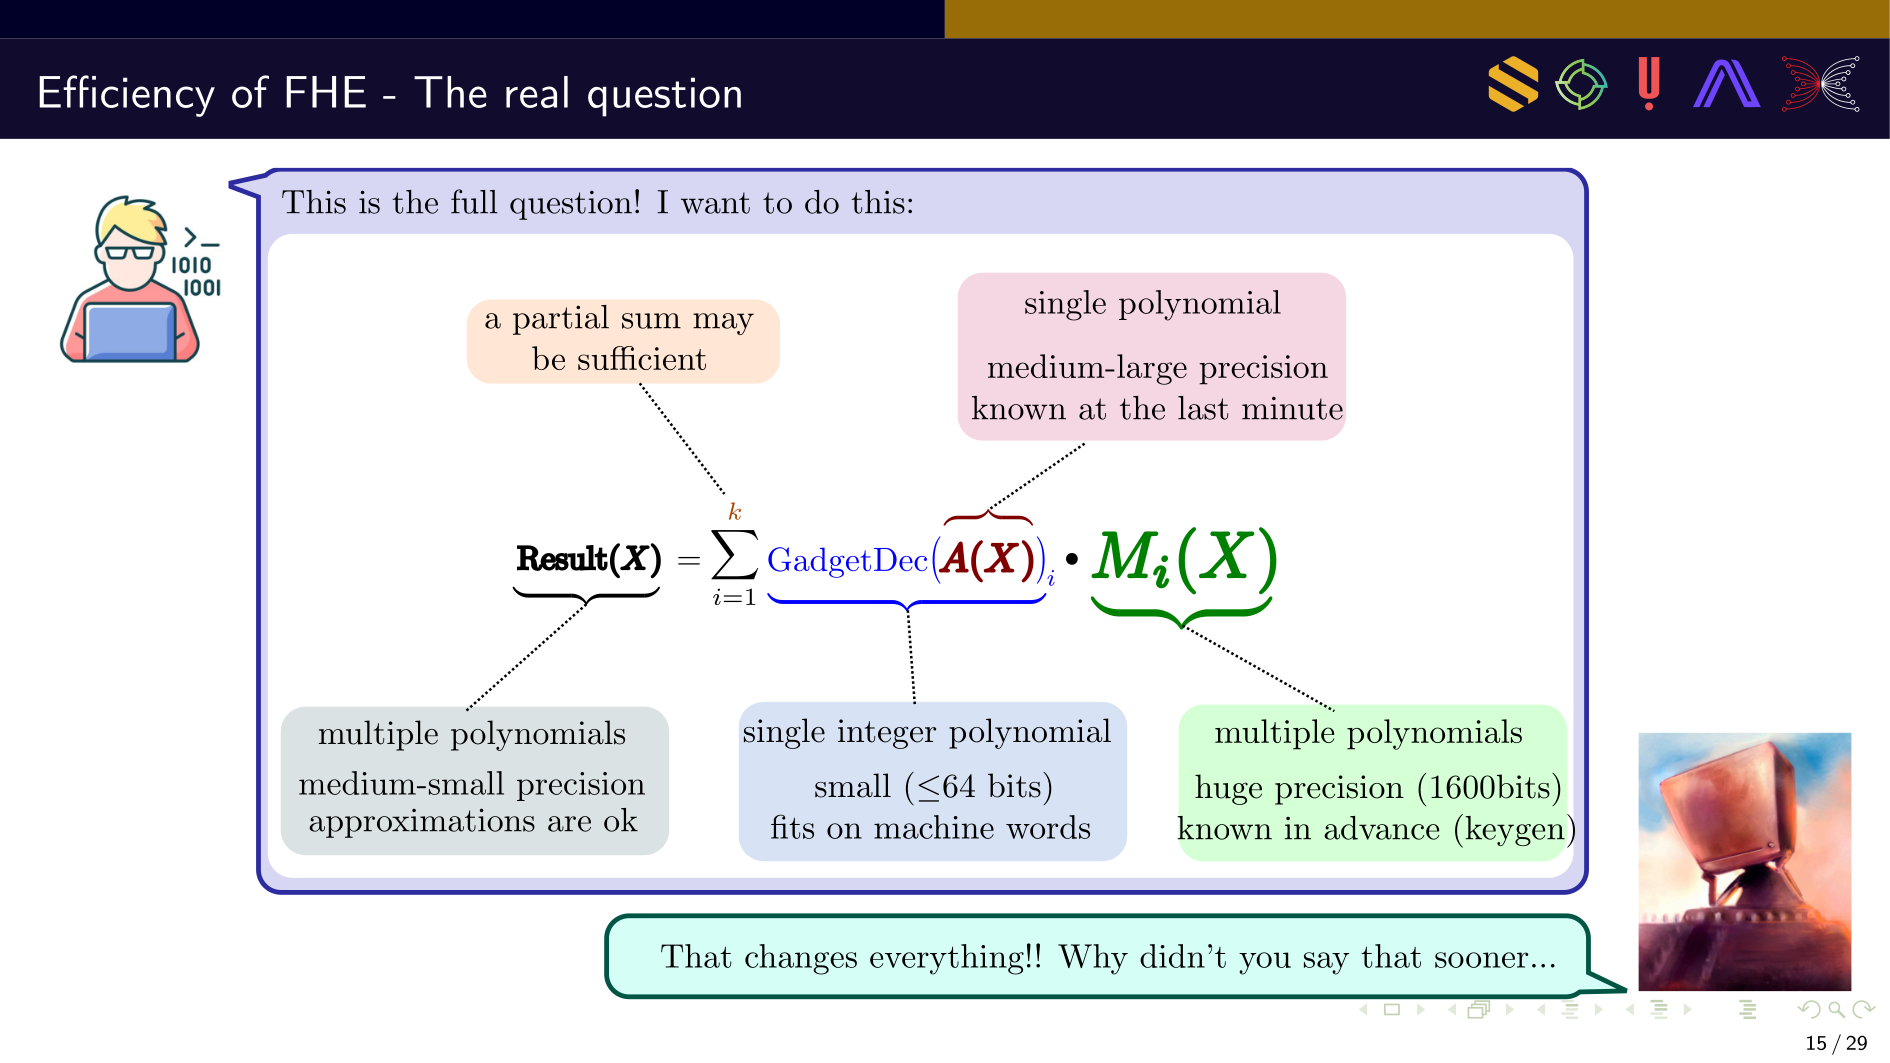 Efficiency of FHE - The real question
This is the full question! I want to do this:
>_
1010
1001
a partial sum may
be sufficient
single polynomial
medium-large precision
known at the last minute
Result(X) = ∑_{i=1}^{k} GadgetDec(A(X))_i • M_i(X)
multiple polynomials
medium-small precision
approximations are ok
single integer polynomial
small (≤64 bits)
fits on machine words
multiple polynomials
huge precision (1600bits)
known in advance (keygen)
That changes everything!! Why didn't you say that sooner...
15 / 29